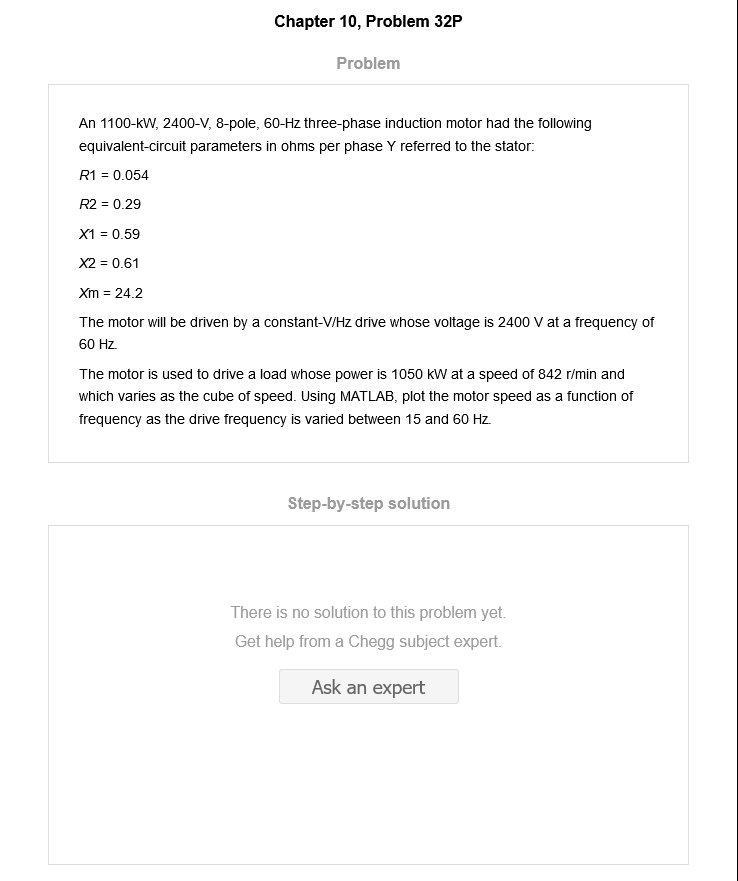 Chapter 10, Problem 32P
Problem
An 1100-kW, 2400-V, 8-pole, 60-Hz three-phase induction motor had the following
equivalent-circuit parameters in ohms per phase Y referred to the stator:
R1 = 0.054
R2 = 0.29
X1 = 0.59
X2 = 0.61
Xm = 24.2
The motor will be driven by a constant-V/Hz drive whose voltage is 2400 V at a frequency of
60 Hz.
The motor is used to drive a load whose power is 1050 kW at a speed of 842 r/min and
which varies as the cube of speed. Using MATLAB, plot the motor speed as a function of
frequency as the drive frequency is varied between 15 and 60 Hz.
Step-by-step solution
There is no solution to this problem yet.
Get help from a Chegg subject expert.
Ask an expert